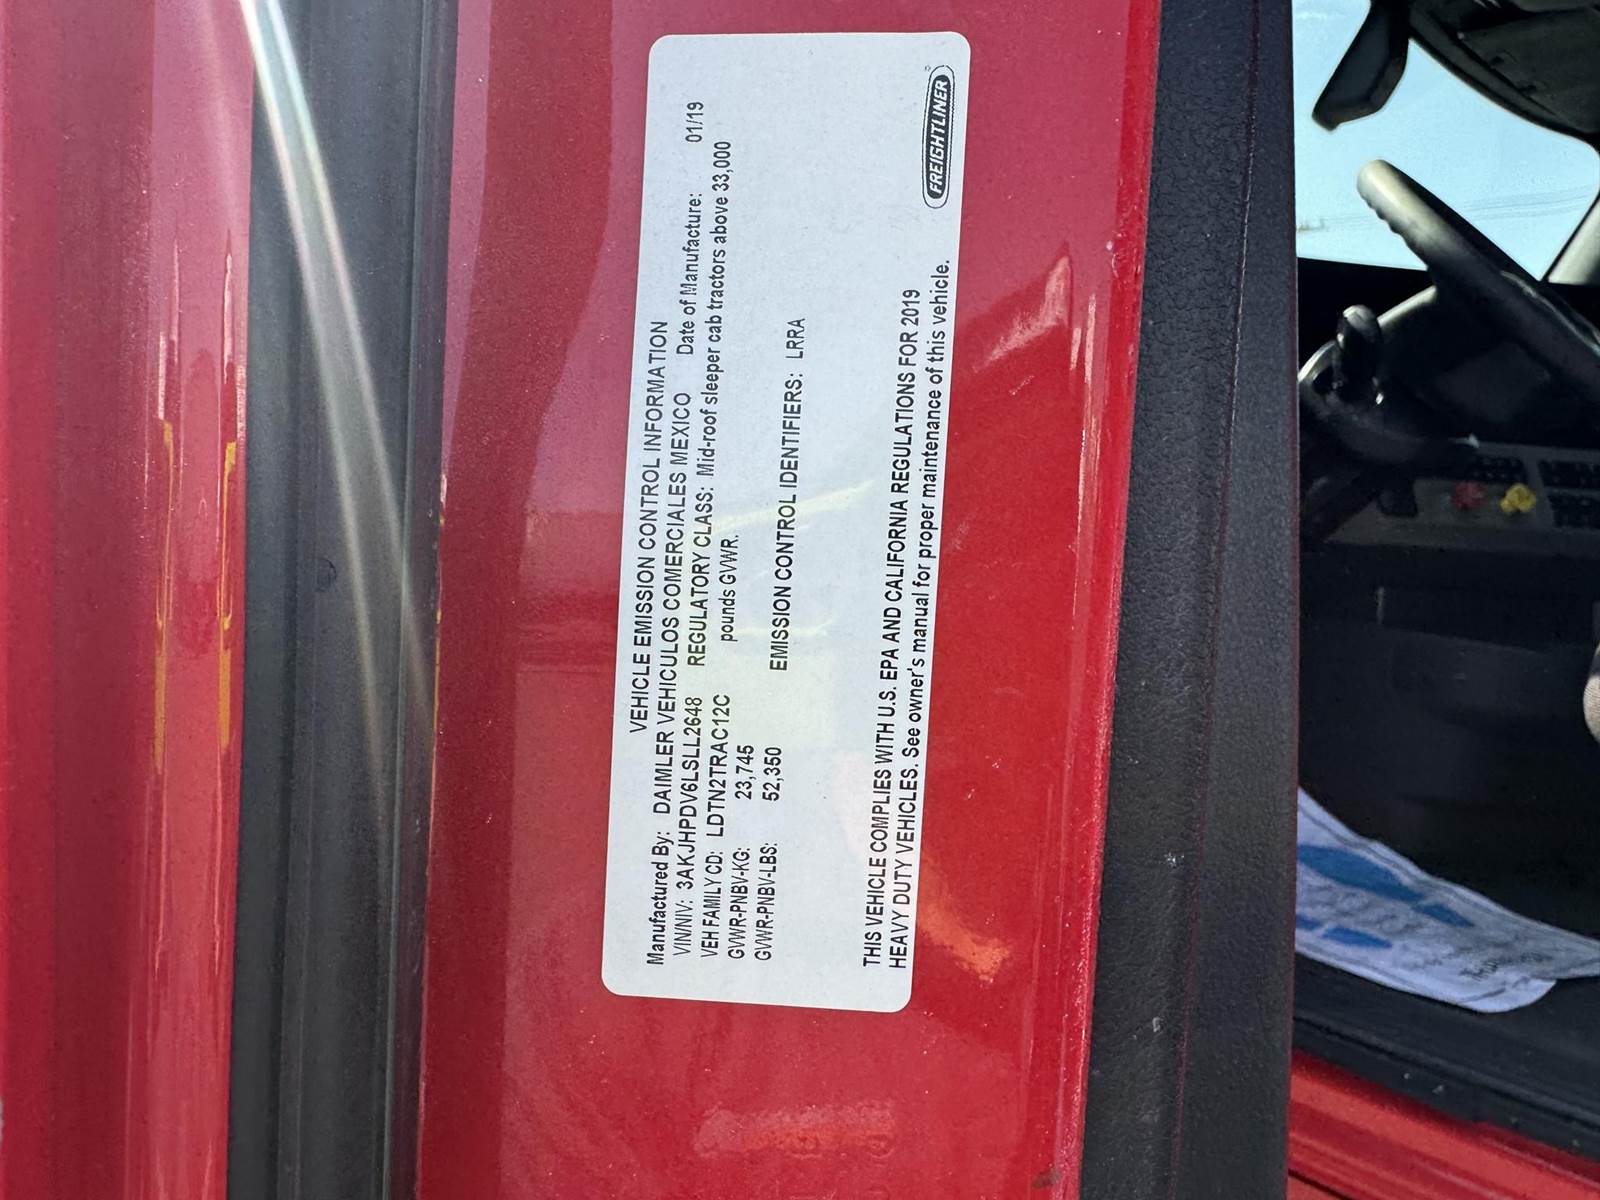 VEHICLE EMISSION CONTROL INFORMATION
Manufactured By: DAIMLER VEHICULOS COMERCIALES MEXICO Date of Manufacture: 01/19
VIN/NIV: 3AKJHPDV6LSLL2648 REGULATORY CLASS: Mid-roof sleeper cab tractors above 33,000
VEH FAMILY CD: LDTN2TRAC12C pounds GVWR.
GVWR-PNBV-KG: 23,745
GVWR-PNBV-LBS: 52,350 EMISSION CONTROL IDENTIFIERS: LRRA
THIS VEHICLE COMPLIES WITH U.S. EPA AND CALIFORNIA REGULATIONS FOR 2019
HEAVY DUTY VEHICLES. See owner's manual for proper maintenance of this vehicle.
FREIGHTLINER